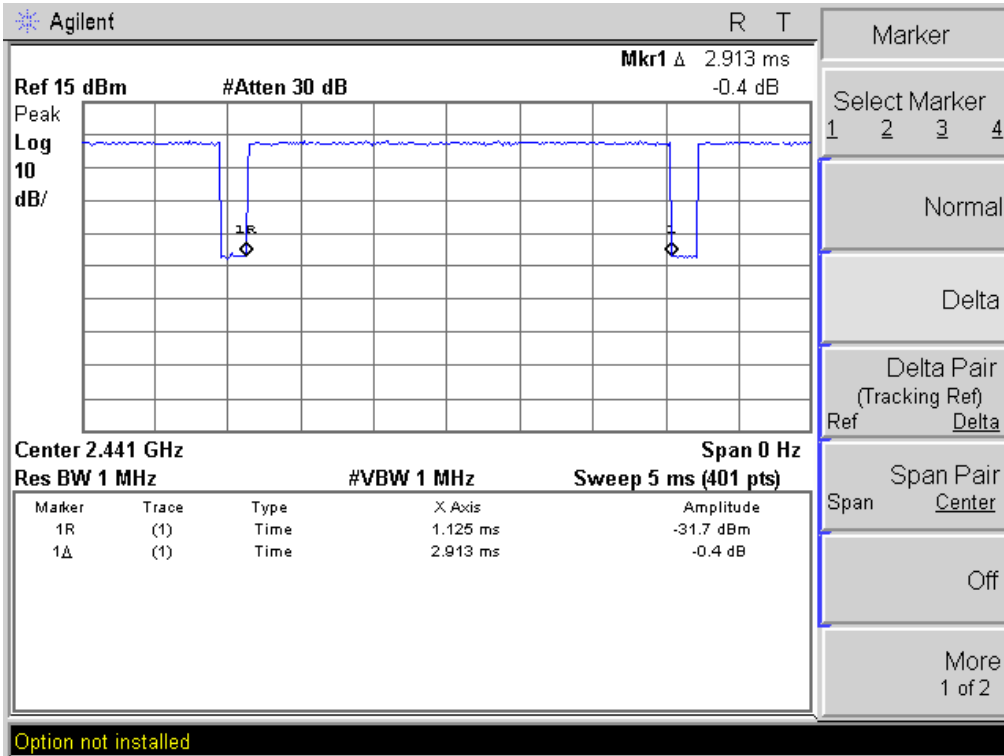 Agilent R T
Mkr1 Δ 2.913 ms
Ref 15 dBm #Atten 30 dB -0.4 dB
Peak
Log
10
dB/
1R 1
Center 2.441 GHz Span 0 Hz
Res BW 1 MHz #VBW 1 MHz Sweep 5 ms (401 pts)
Marker Trace Type X Axis Amplitude
1R (1) Time 1.125 ms -31.7 dBm
1Δ (1) Time 2.913 ms -0.4 dB
Option not installed
Marker
Select Marker
1 2 3 4
Normal
Delta
Delta Pair
(Tracking Ref)
Ref Delta
Span Pair
Span Center
Off
More
1 of 2